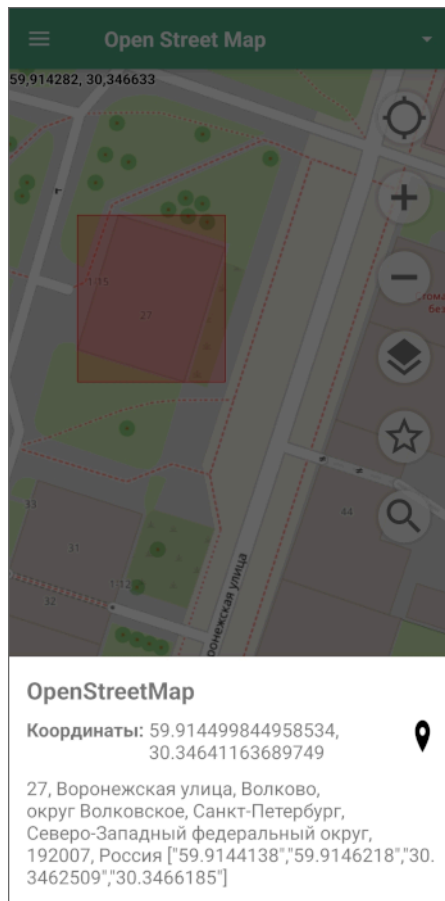 Open Street Map
59,914282, 30,346633
1-15
27
33
31
1-12
32
44
OpenStreetMap
Координаты: 59.914499844958534,
30.34641163689749
27, Воронежская улица, Волково,
округ Волковское, Санкт-Петербург,
Северо-Западный федеральный округ,
192007, Россия ["59.9144138","59.9146218","30.
3462509","30.3466185"]